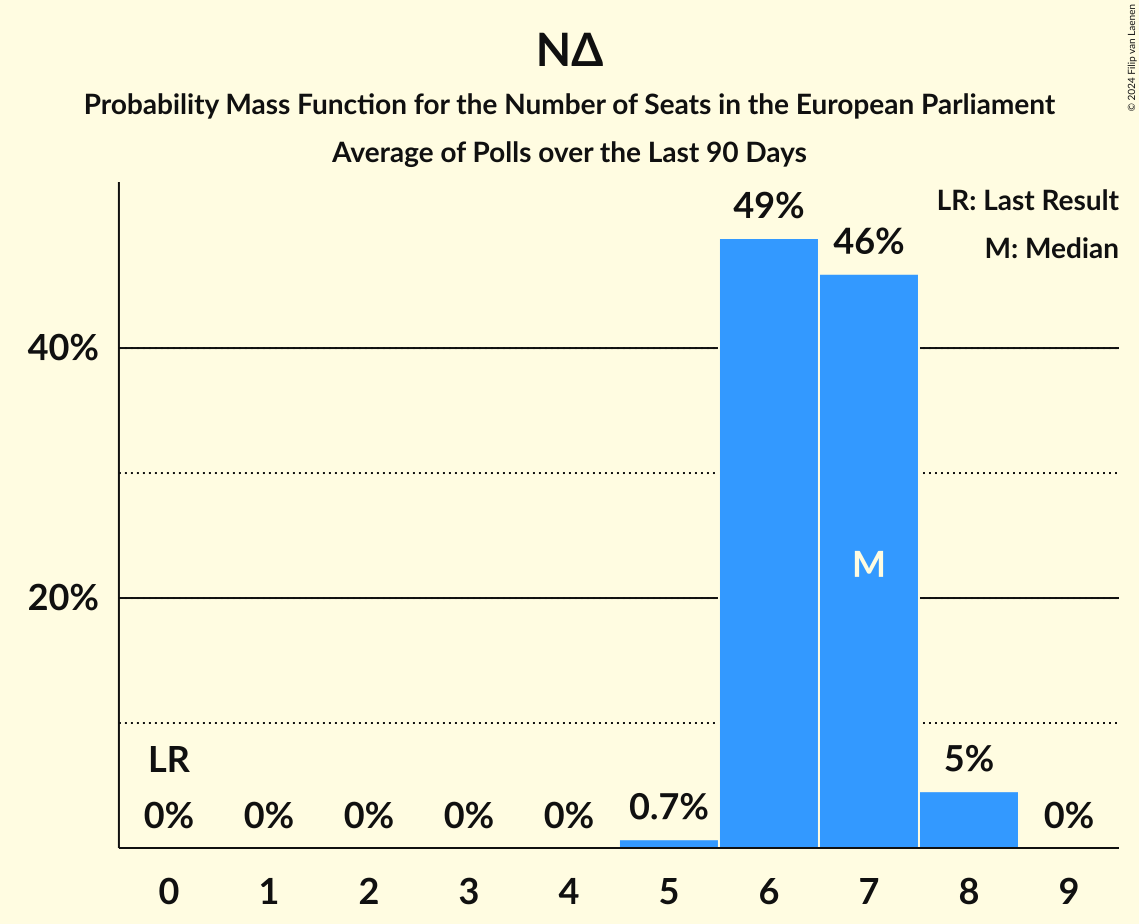 ΝΔ
Probability Mass Function for the Number of Seats in the European Parliament
Average of Polls over the Last 90 Days
© 2024 Filip van Laenen
LR: Last Result
M: Median
49%
46%
40%
M
20%
LR
5%
0% 0% 0% 0% 0% 0.7% 0%
0 1 2 3 4 5 6 7 8 9